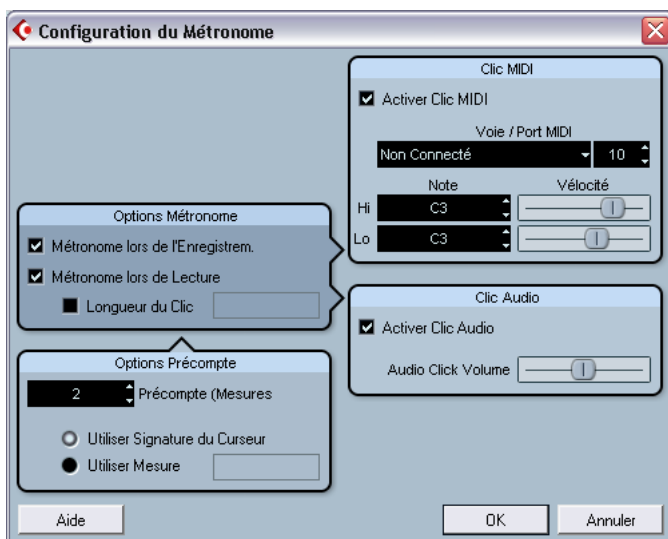 Configuration du Métronome
Clic MIDI
Activer Clic MIDI
Voie / Port MIDI
Non Connecté 10
Note Vélocité
Hi C3
Lo C3
Options Métronome
Métronome lors de l'Enregistrem.
Métronome lors de Lecture
Longueur du Clic
Clic Audio
Activer Clic Audio
Audio Click Volume
Options Précompte
2 Précompte (Mesures
Utiliser Signature du Curseur
Utiliser Mesure
Aide OK Annuler